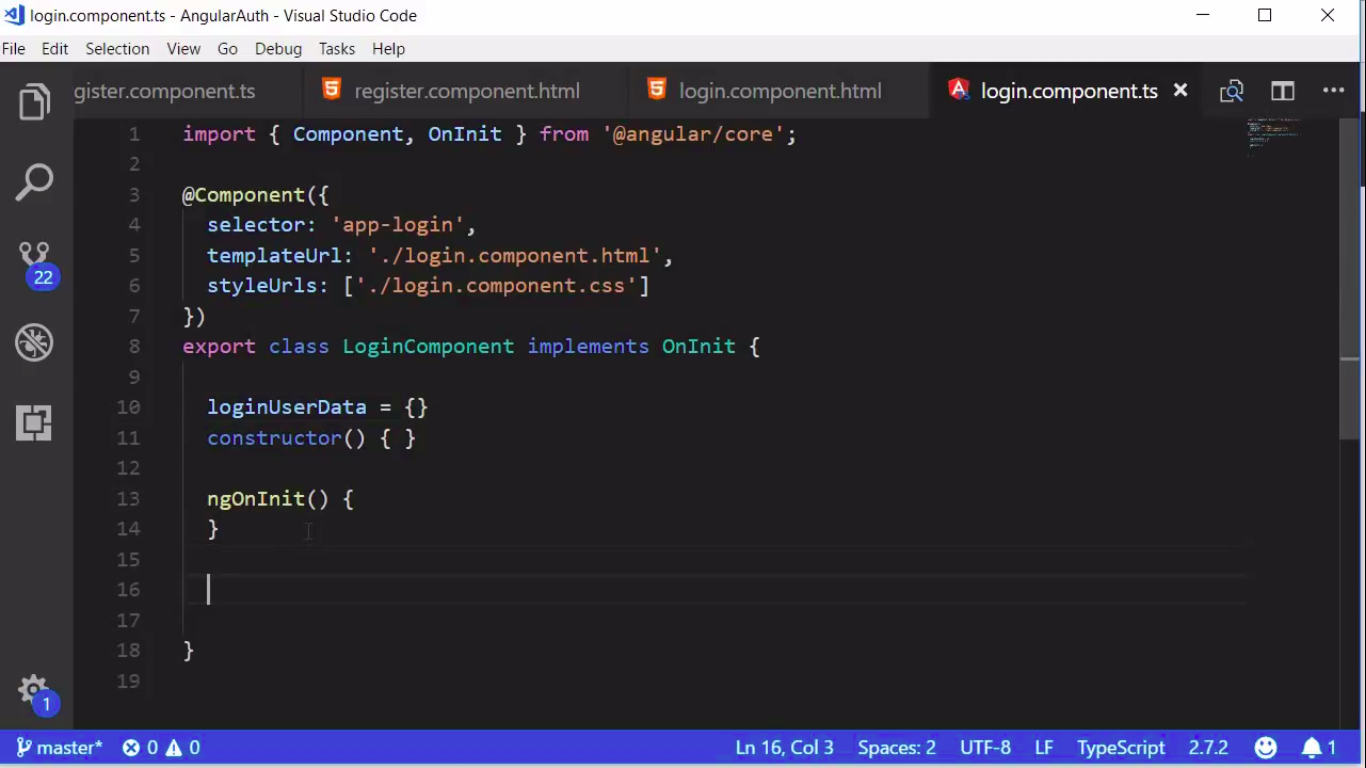 login.component.ts - AngularAuth - Visual Studio Code
File Edit Selection View Go Debug Tasks Help
gister.component.ts register.component.html login.component.html login.component.ts
1 import { Component, OnInit } from '@angular/core';
2
3 @Component({
4 selector: 'app-login',
5 templateUrl: './login.component.html',
6 styleUrls: ['./login.component.css']
7 })
8 export class LoginComponent implements OnInit {
9
10 loginUserData = {}
11 constructor() { }
12
13 ngOnInit() {
14 }
15
16
17
18 }
19
22
1
master* 0 0 Ln 16, Col 3 Spaces: 2 UTF-8 LF TypeScript 2.7.2 1